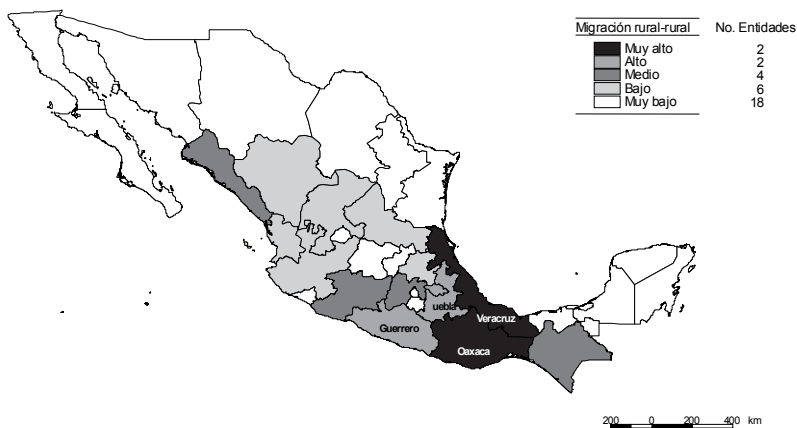 Migración rural-rural No. Entidades
Muy alto 2
Alto 2
Medio 4
Bajo 6
Muy bajo 18
uebla
Veracruz
Guerrero
Oaxaca
200 0 200 400 km